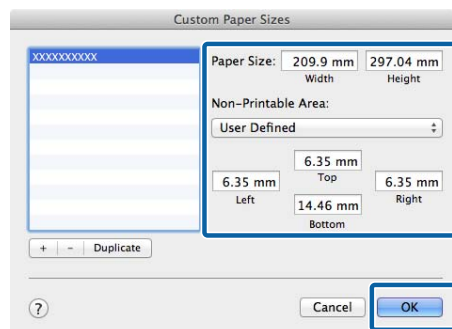 Custom Paper Sizes
XXXXXXXXXX
Paper Size: 209.9 mm 297.04 mm
Width Height
Non-Printable Area:
User Defined
6.35 mm
Top
6.35 mm 6.35 mm
Left Right
14.46 mm
Bottom
+ - Duplicate
? Cancel OK